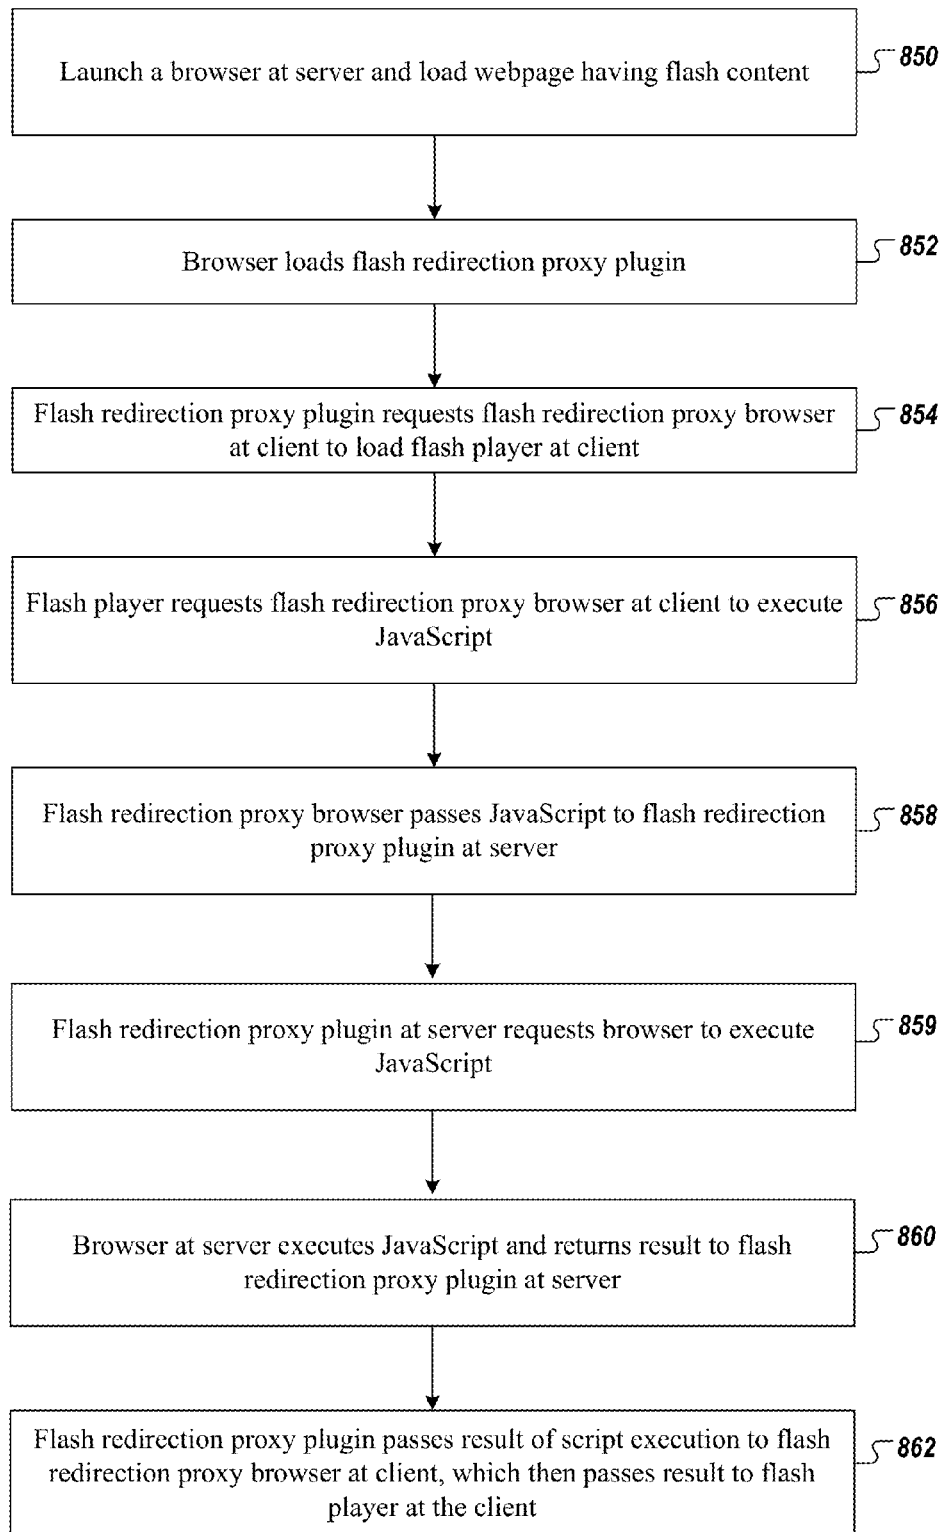 Launch a browser at server and load webpage having flash content
850
Browser loads flash redirection proxy plugin
852
Flash redirection proxy plugin requests flash redirection proxy browser
at client to load flash player at client
854
Flash player requests flash redirection proxy browser at client to execute
JavaScript
856
Flash redirection proxy browser passes JavaScript to flash redirection
proxy plugin at server
858
Flash redirection proxy plugin at server requests browser to execute
JavaScript
859
Browser at server executes JavaScript and returns result to flash
redirection proxy plugin at server
860
Flash redirection proxy plugin passes result of script execution to flash
redirection proxy browser at client, which then passes result to flash
player at the client
862